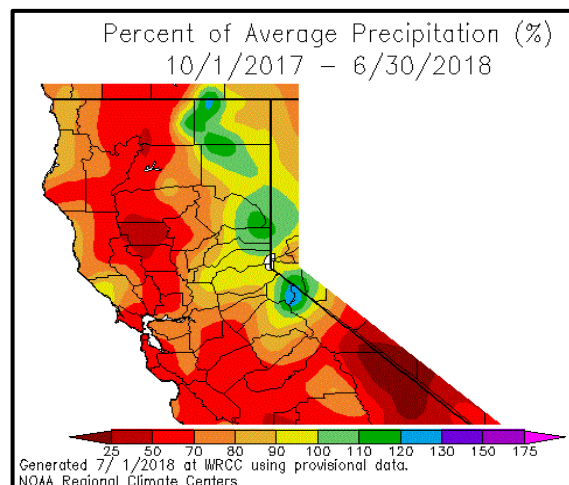 Percent of Average Precipitation (%)
10/1/2017 – 6/30/2018
25 50 70 80 90 100 110 120 130 150 175
Generated 7/ 1/2018 at WRCC using provisional data.
NOAA Regional Climate Centers